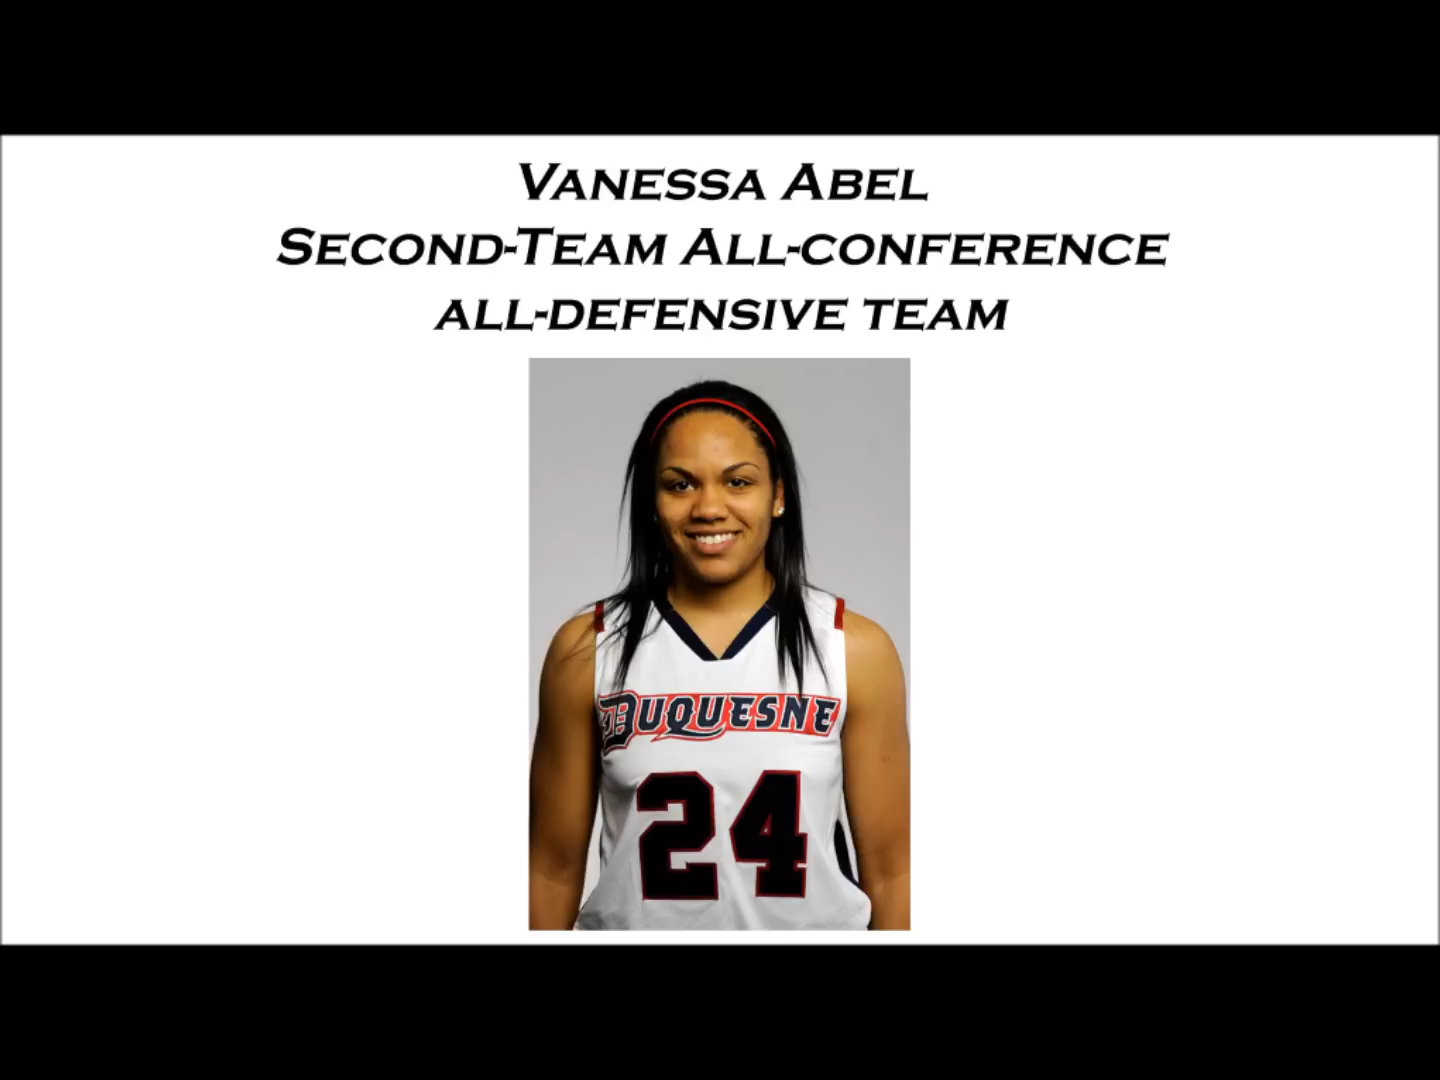 Vanessa Abel
Second-Team All-conference
all-defensive team
Duquesne
24